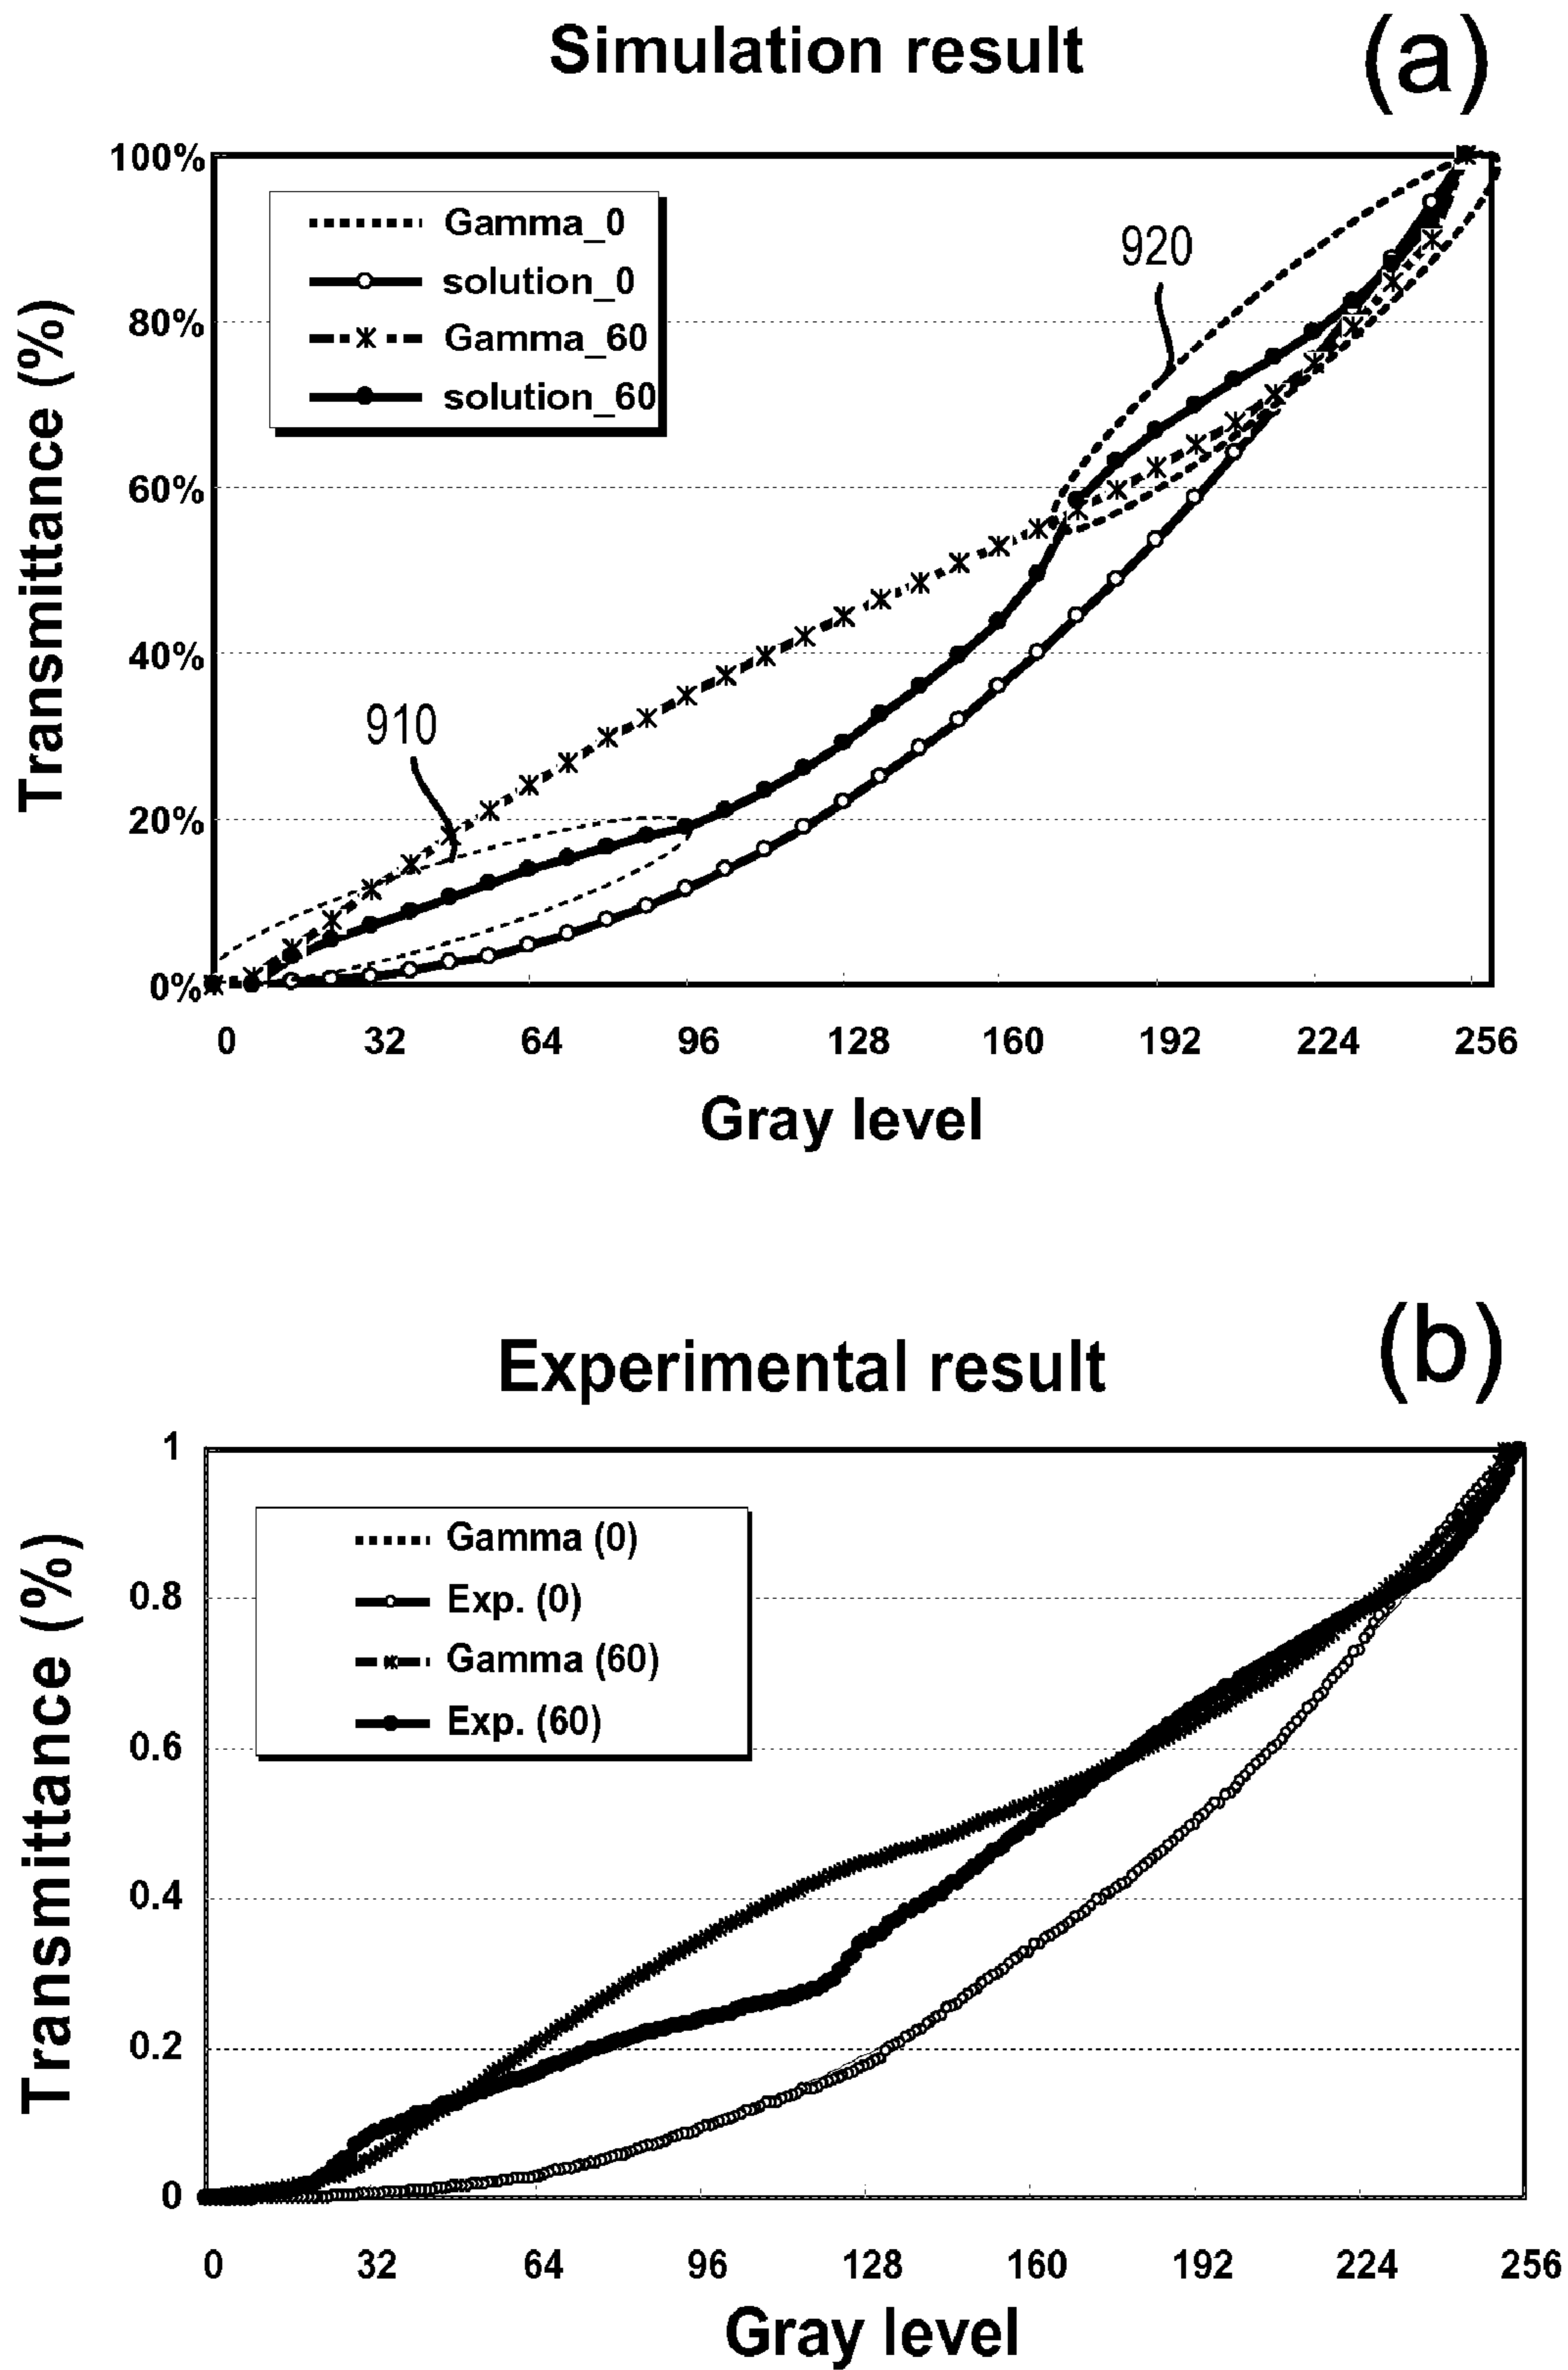 Simulation result
(a)
100%
80%
60%
40%
20%
0%
Transmittance (%)
Gamma_0
solution_0
Gamma_60
solution_60
920
910
0 32 64 96 128 160 192 224 256
Gray level
Experimental result
(b)
1
0.8
0.6
0.4
0.2
0
Transmittance (%)
Gamma (0)
Exp. (0)
Gamma (60)
Exp. (60)
0 32 64 96 128 160 192 224 256
Gray level